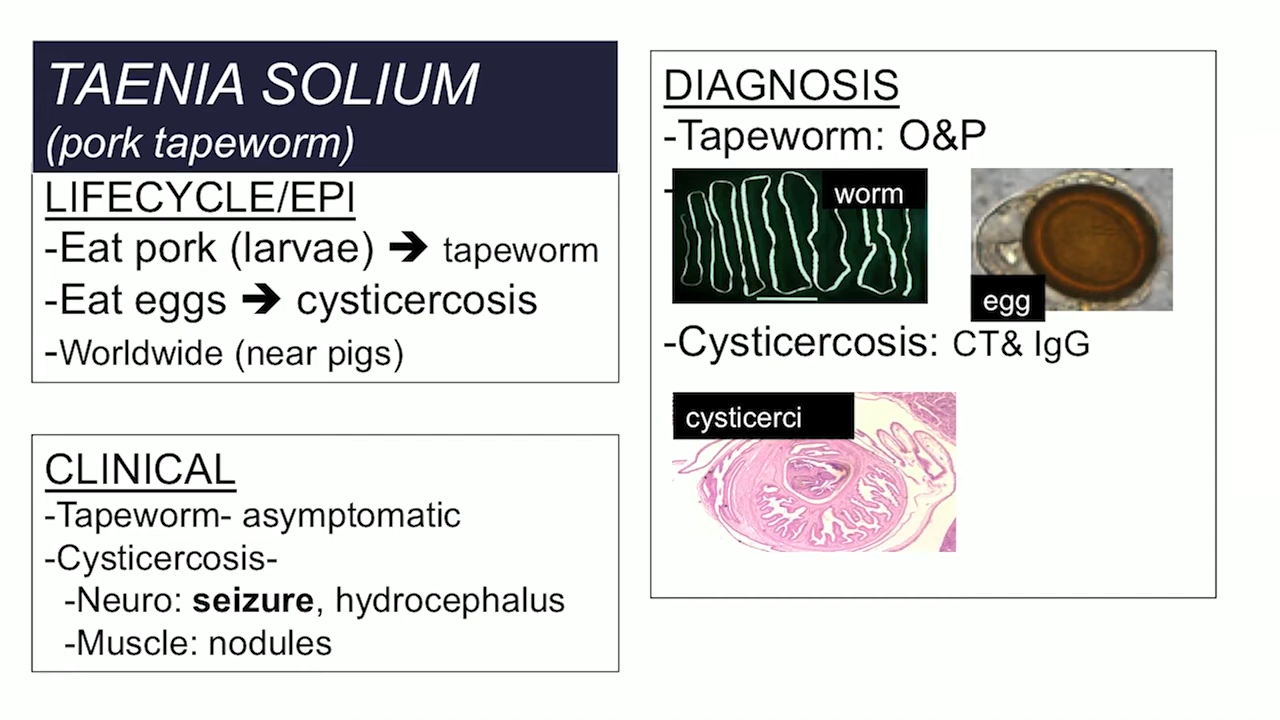 TAENIA SOLIUM
(pork tapeworm)
LIFECYCLE/EPI
-Eat pork (larvae) ➔ tapeworm
-Eat eggs ➔ cysticercosis
-Worldwide (near pigs)
CLINICAL
-Tapeworm- asymptomatic
-Cysticercosis-
-Neuro: seizure, hydrocephalus
-Muscle: nodules
DIAGNOSIS
-Tapeworm: O&P
-
worm
egg
-Cysticercosis: CT& IgG
cysticerci